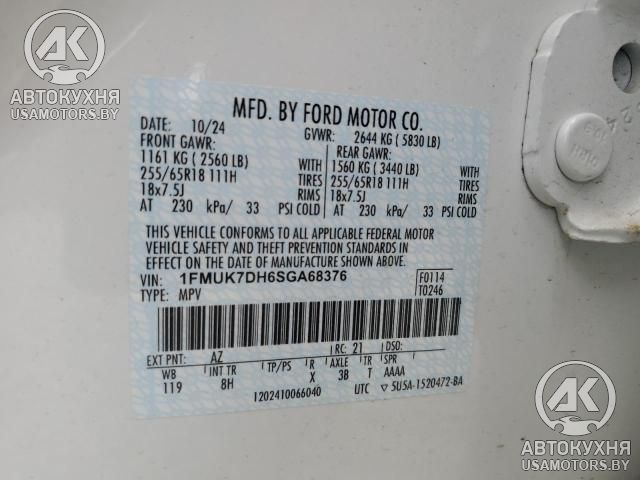 AK
АВТОКУХНЯ
USAMOTORS.BY
MFD. BY FORD MOTOR CO.
DATE: 10/24 GVWR: 2644 KG ( 5830 LB)
FRONT GAWR: REAR GAWR:
1161 KG ( 2560 LB) 1560 KG ( 3440 LB)
255/65R18 111H TIRES 255/65R18 111H TIRES
18x7.5J RIMS 18x7.5J RIMS
AT 230 kPa/ 33 PSI COLD AT 230 kPa/ 33 PSI COLD
THIS VEHICLE CONFORMS TO ALL APPLICABLE FEDERAL MOTOR
VEHICLE SAFETY AND THEFT PREVENTION STANDARDS IN
EFFECT ON THE DATE OF MANUFACTURE SHOWN ABOVE.
VIN: 1FMUK7DH6SGA68376 F0114
TYPE: MPV T0246
EXT PNT: AZ RC: 21 DSO:
WB INT TR TP/PS R AXLE TR SPR
119 8H X 3B T AAAA
1202410066040 UTC ▽ 5U5A-1520472-BA
AK
АВТОКУХНЯ
USAMOTORS.BY